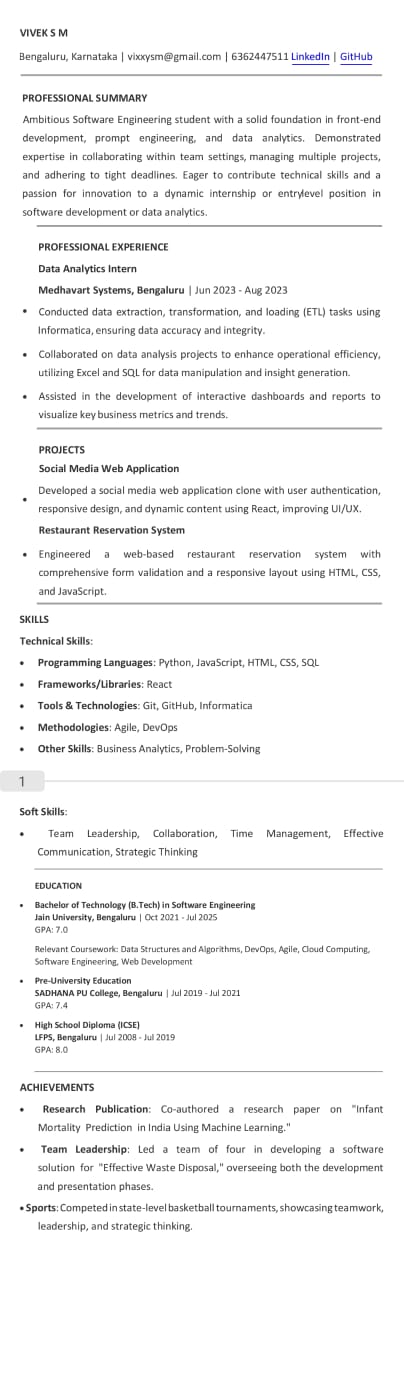 VIVEK S M
Bengaluru, Karnataka | vixxysm@gmail.com | 6362447511 LinkedIn | GitHub
PROFESSIONAL SUMMARY
Ambitious Software Engineering student with a solid foundation in front-end
development, prompt engineering, and data analytics. Demonstrated
expertise in collaborating within team settings, managing multiple projects,
and adhering to tight deadlines. Eager to contribute technical skills and a
passion for innovation to a dynamic internship or entrylevel position in
software development or data analytics.
PROFESSIONAL EXPERIENCE
Data Analytics Intern
Medhavart Systems, Bengaluru | Jun 2023 - Aug 2023
• Conducted data extraction, transformation, and loading (ETL) tasks using
Informatica, ensuring data accuracy and integrity.
• Collaborated on data analysis projects to enhance operational efficiency,
utilizing Excel and SQL for data manipulation and insight generation.
• Assisted in the development of interactive dashboards and reports to
visualize key business metrics and trends.
PROJECTS
Social Media Web Application
• Developed a social media web application clone with user authentication,
responsive design, and dynamic content using React, improving UI/UX.
Restaurant Reservation System
• Engineered a web-based restaurant reservation system with
comprehensive form validation and a responsive layout using HTML, CSS,
and JavaScript.
SKILLS
Technical Skills:
• Programming Languages: Python, JavaScript, HTML, CSS, SQL
• Frameworks/Libraries: React
• Tools & Technologies: Git, GitHub, Informatica
• Methodologies: Agile, DevOps
• Other Skills: Business Analytics, Problem-Solving
1
Soft Skills:
• Team Leadership, Collaboration, Time Management, Effective
Communication, Strategic Thinking
EDUCATION
• Bachelor of Technology (B.Tech) in Software Engineering
Jain University, Bengaluru | Oct 2021 - Jul 2025
GPA: 7.0
Relevant Coursework: Data Structures and Algorithms, DevOps, Agile, Cloud Computing,
Software Engineering, Web Development
• Pre-University Education
SADHANA PU College, Bengaluru | Jul 2019 - Jul 2021
GPA: 7.4
• High School Diploma (ICSE)
LFPS, Bengaluru | Jul 2008 - Jul 2019
GPA: 8.0
ACHIEVEMENTS
• Research Publication: Co-authored a research paper on "Infant
Mortality Prediction in India Using Machine Learning."
• Team Leadership: Led a team of four in developing a software
solution for "Effective Waste Disposal," overseeing both the development
and presentation phases.
• Sports: Competed in state-level basketball tournaments, showcasing teamwork,
leadership, and strategic thinking.